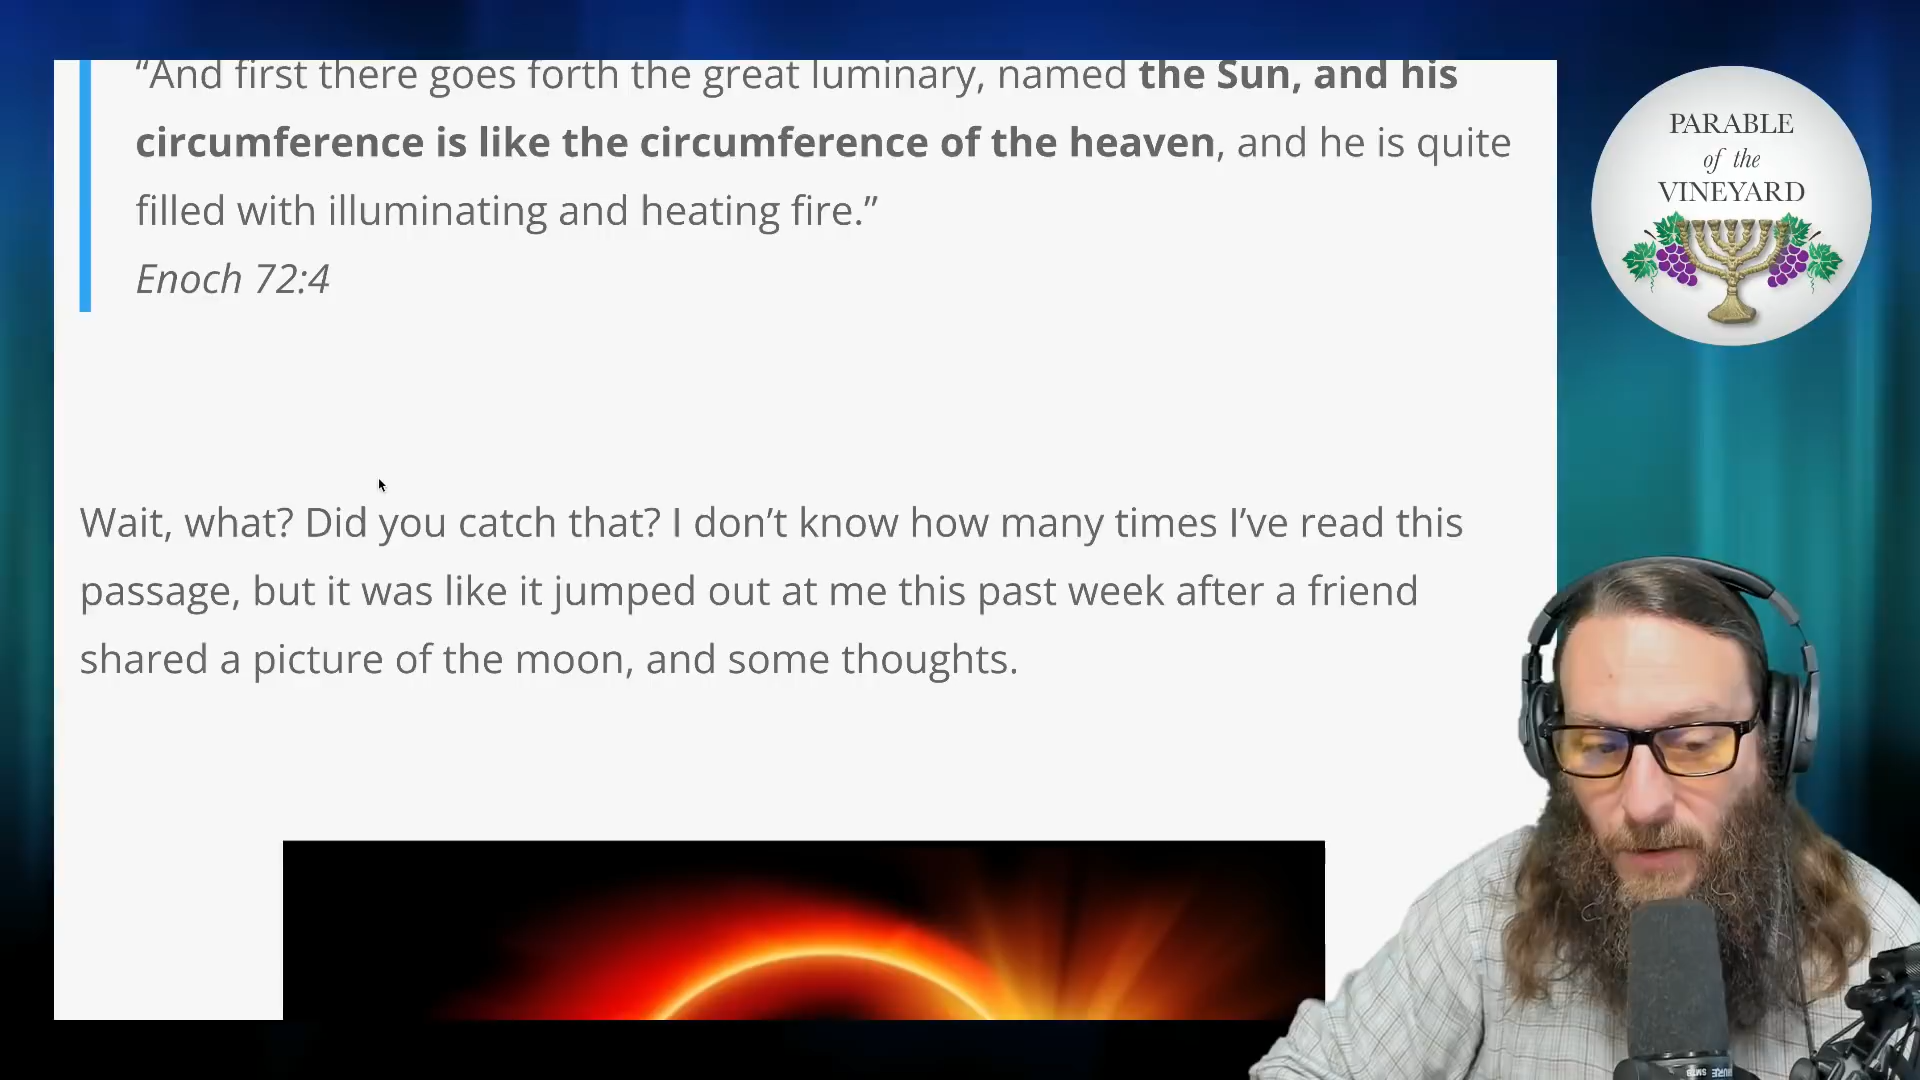 “And first there goes forth the great luminary, named the Sun, and his
circumference is like the circumference of the heaven, and he is quite
filled with illuminating and heating fire.”
Enoch 72:4
Wait, what? Did you catch that? I don’t know how many times I’ve read this
passage, but it was like it jumped out at me this past week after a friend
shared a picture of the moon, and some thoughts.
PARABLE
of the
VINEYARD